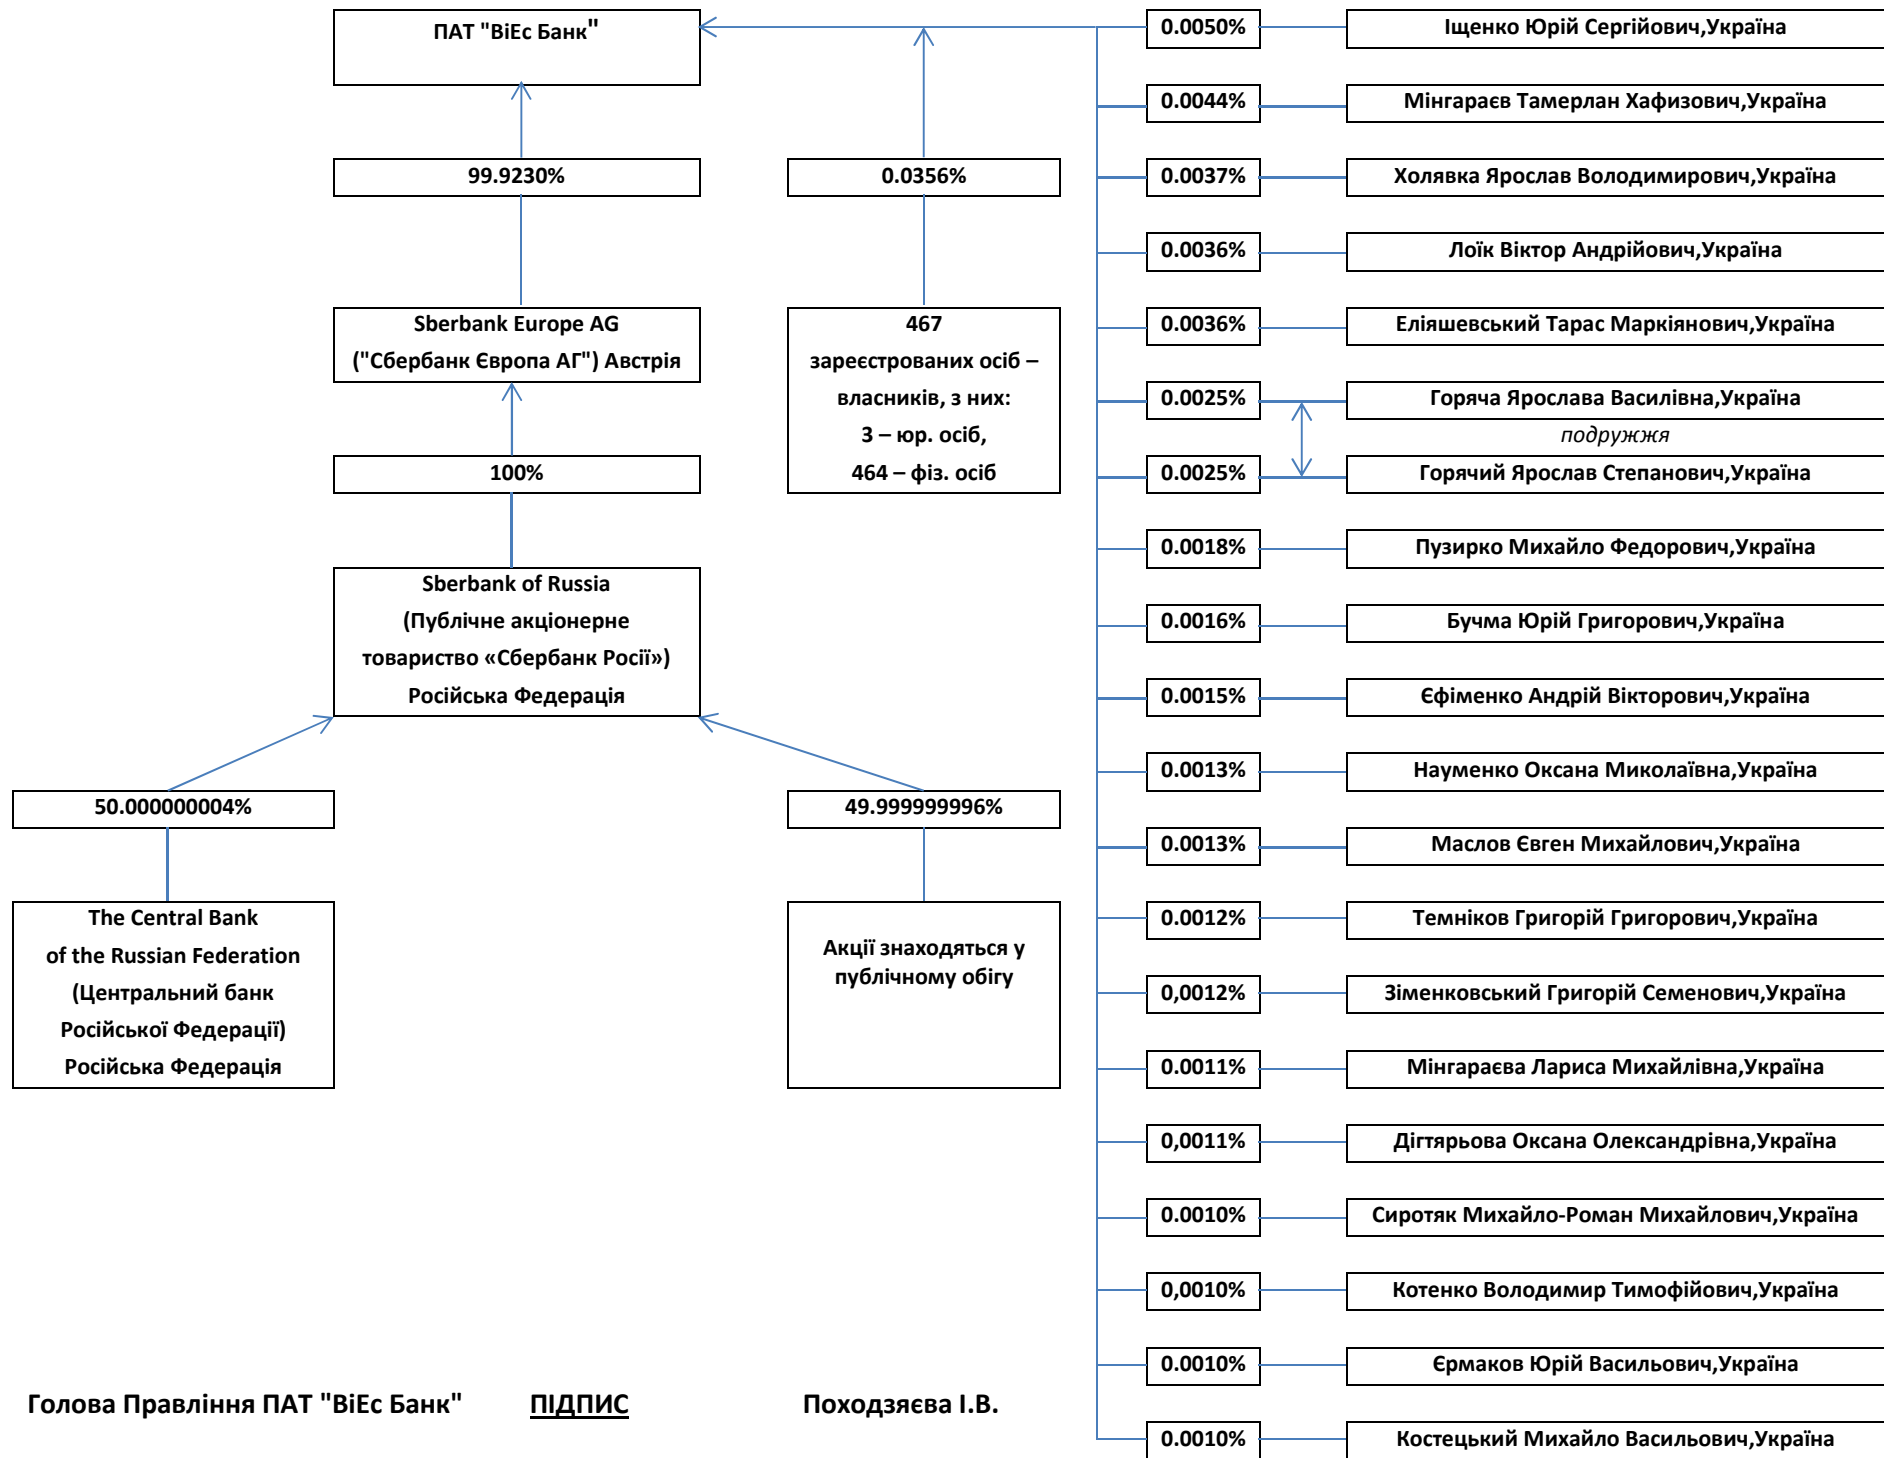 ПАТ "ВіЕс Банк"
99.9230%
Sberbank Europe AG
("Сбербанк Європа АГ") Австрія
100%
Sberbank of Russia
(Публічне акціонерне
товариство «Сбербанк Росії»)
Російська Федерація
50.000000004%
The Central Bank
of the Russian Federation
(Центральний банк
Російської Федерації)
Російська Федерація
49.999999996%
Акції знаходяться у
публічному обігу
0.0356%
467
зареєстрованих осіб –
власників, з них:
3 – юр. осіб,
464 – фіз. осіб
0.0050% Іщенко Юрій Сергійович,Україна
0.0044% Мінгараєв Тамерлан Хафизович,Україна
0.0037% Холявка Ярослав Володимирович,Україна
0.0036% Лоїк Віктор Андрійович,Україна
0.0036% Еліяшевський Тарас Маркіянович,Україна
0.0025% Горяча Ярослава Василівна,Україна
подружжя
0.0025% Горячий Ярослав Степанович,Україна
0.0018% Пузирко Михайло Федорович,Україна
0.0016% Бучма Юрій Григорович,Україна
0.0015% Єфіменко Андрій Вікторович,Україна
0.0013% Науменко Оксана Миколаївна,Україна
0.0013% Маслов Євген Михайлович,Україна
0.0012% Темніков Григорій Григорович,Україна
0,0012% Зіменковський Григорій Семенович,Україна
0.0011% Мінгараєва Лариса Михайлівна,Україна
0,0011% Дігтярьова Оксана Олександрівна,Україна
0.0010% Сиротяк Михайло-Роман Михайлович,Україна
0,0010% Котенко Володимир Тимофійович,Україна
0.0010% Єрмаков Юрій Васильович,Україна
0.0010% Костецький Михайло Васильович,Україна
Голова Правління ПАТ "ВіЕс Банк" ПІДПИС Походзяєва І.В.